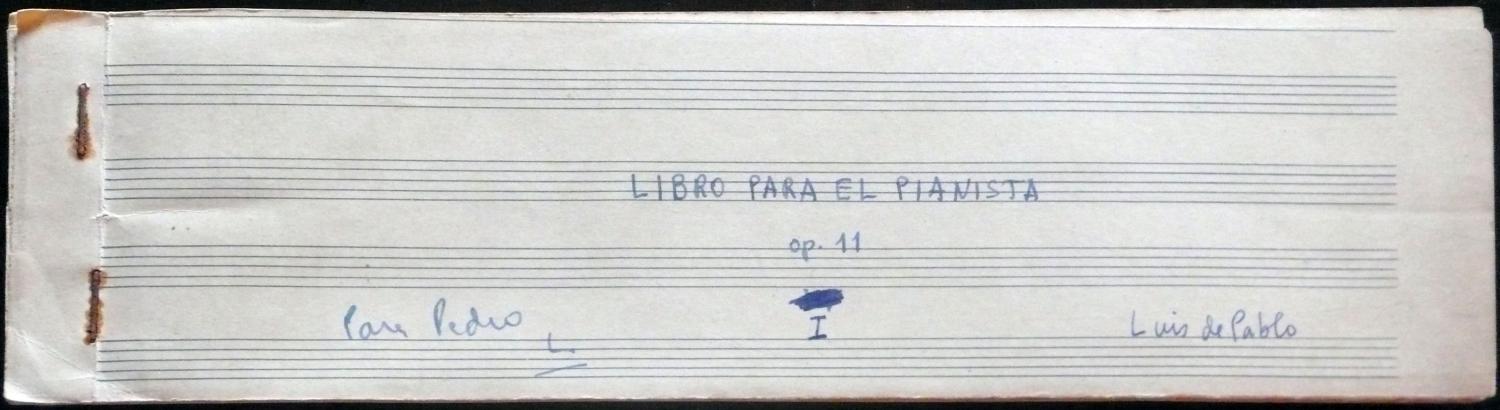 LIBRO PARA EL PIANISTA
op. 11
I
Para Pedro
L.
Luis de Pablo